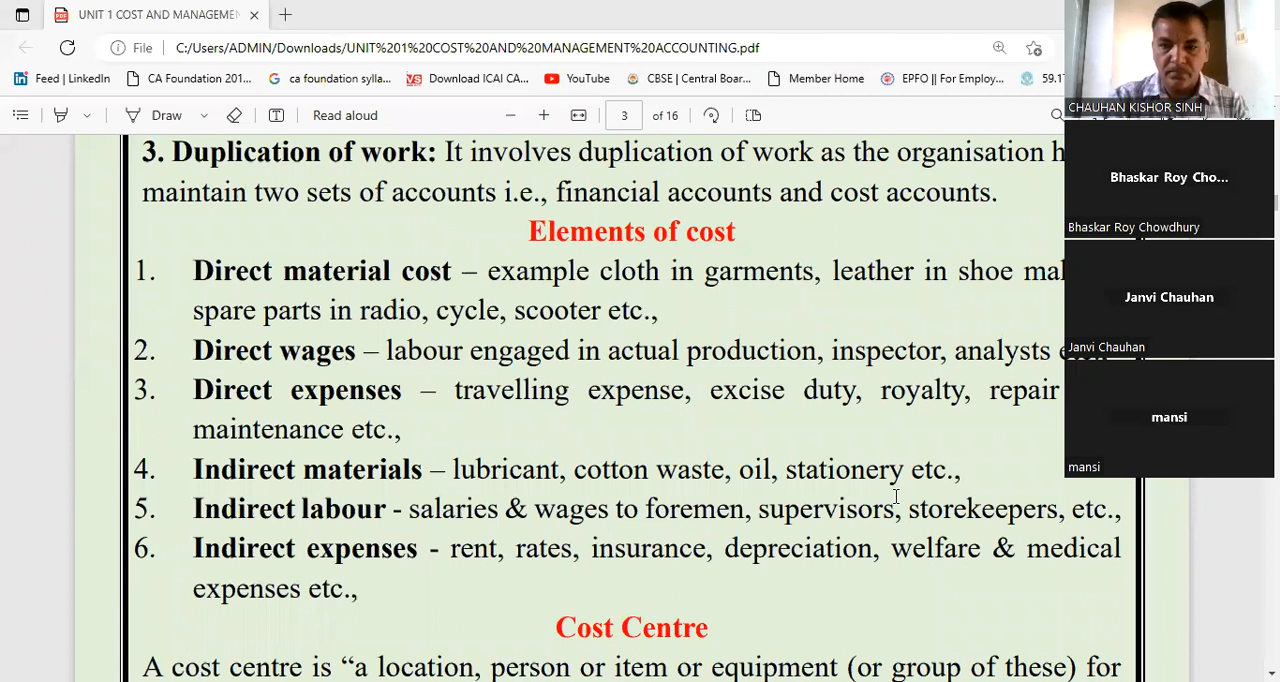 UNIT 1 COST AND MANAGEMEN
File
C:/Users/ADMIN/Downloads/UNIT%201%20COST%20AND%20MANAGEMENT%20ACCOUNTING.pdf
Feed | LinkedIn
CA Foundation 201...
ca foundation sylla...
Download ICAI CA...
YouTube
CBSE | Central Boar...
Member Home
EPFO || For Employ...
59.1
Draw
Read aloud
3 of 16
3. Duplication of work: It involves duplication of work as the organisation
maintain two sets of accounts i.e., financial accounts and cost accounts.
Elements of cost
1. Direct material cost – example cloth in garments, leather in shoe
spare parts in radio, cycle, scooter etc.,
2. Direct wages – labour engaged in actual production, inspector, analysts
3. Direct expenses – travelling expense, excise duty, royalty, repair
maintenance etc.,
4. Indirect materials – lubricant, cotton waste, oil, stationery etc.,
5. Indirect labour - salaries & wages to foremen, supervisors, storekeepers, etc.,
6. Indirect expenses - rent, rates, insurance, depreciation, welfare & medical
expenses etc.,
Cost Centre
A cost centre is “a location, person or item or equipment (or group of these) for
CHAUHAN KISHOR SINH
Bhaskar Roy Cho...
Bhaskar Roy Chowdhury
Janvi Chauhan
Janvi Chauhan
mansi
mansi